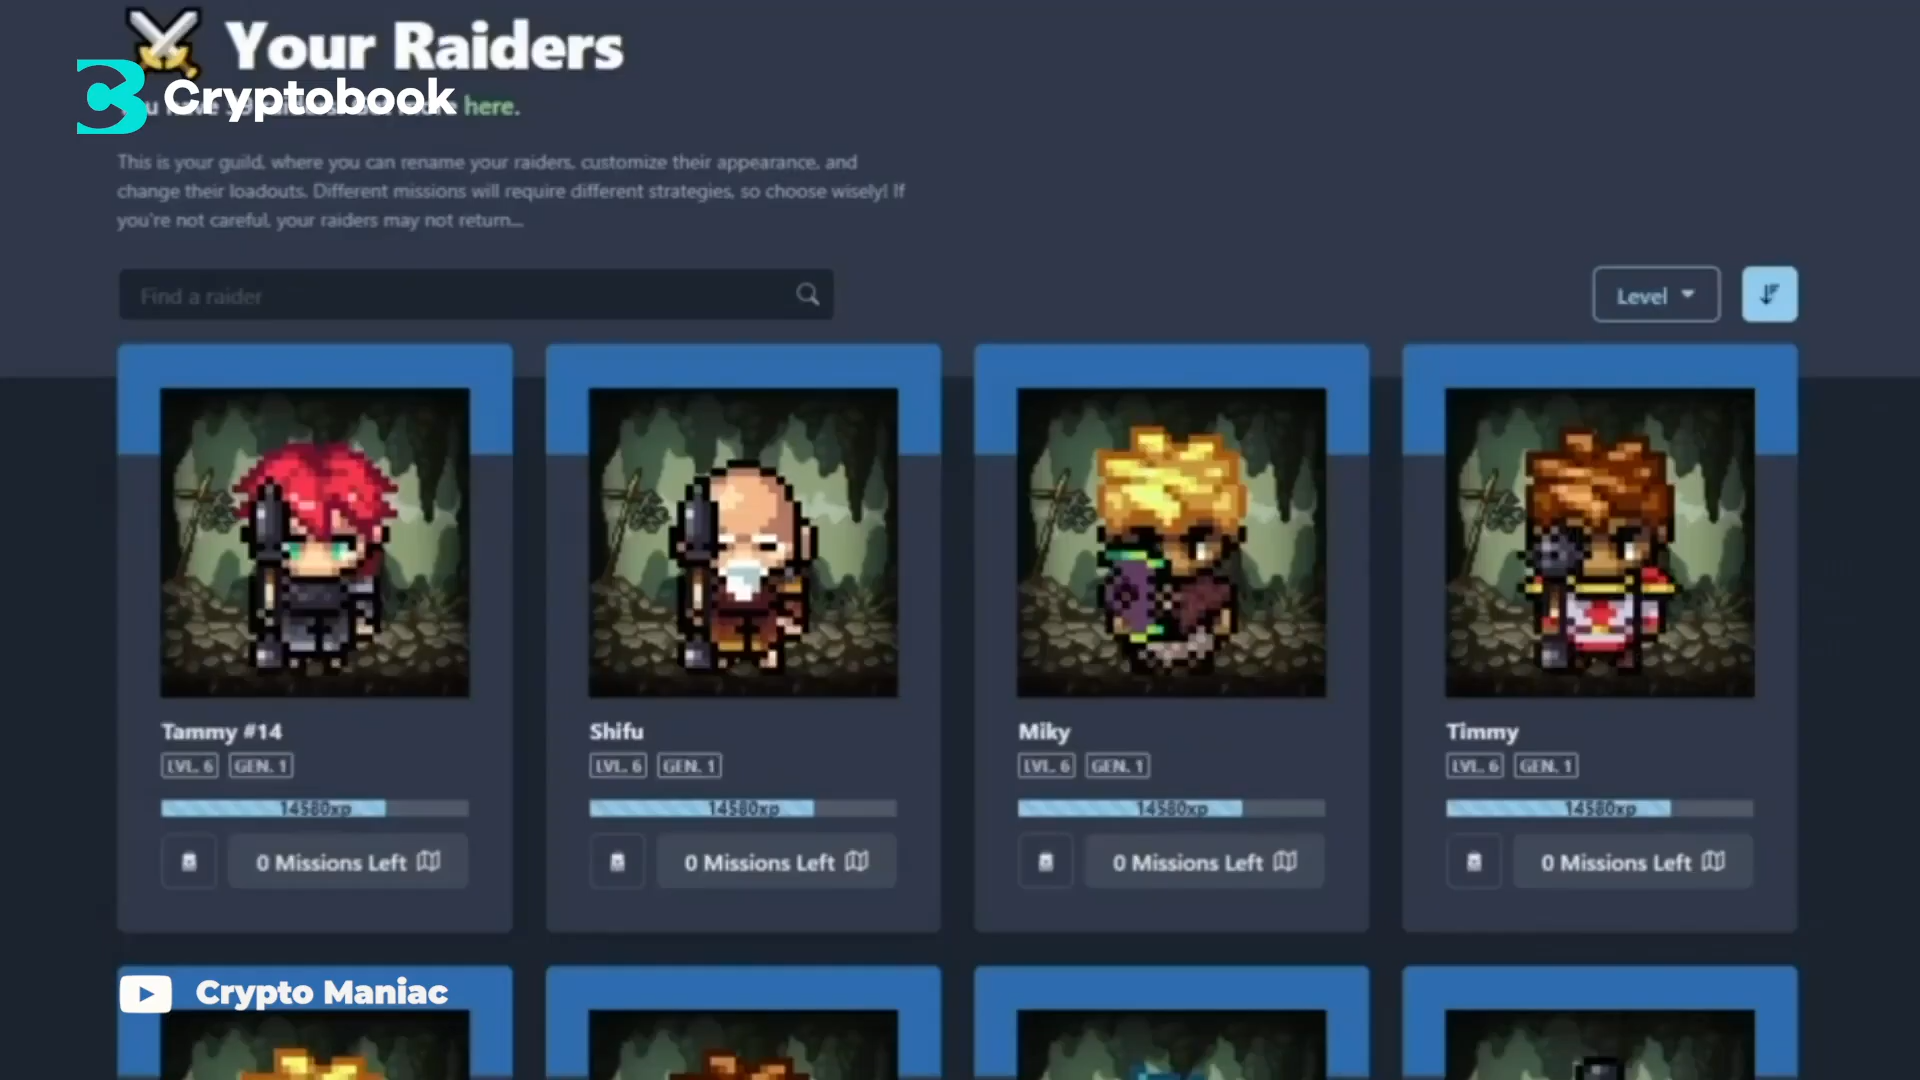 Your Raiders
Cryptobook
here.
This is your guild, where you can rename your raiders, customize their appearance, and
change their loadouts. Different missions will require different strategies, so choose wisely! If
you're not careful, your raiders may not return...
Find a raider
Level
Tammy #14
LVL. 6 GEN. 1
14580xp
0 Missions Left
Shifu
LVL. 6 GEN. 1
14580xp
0 Missions Left
Miky
LVL. 6 GEN. 1
14580xp
0 Missions Left
Timmy
LVL. 6 GEN. 1
14580xp
0 Missions Left
Crypto Maniac